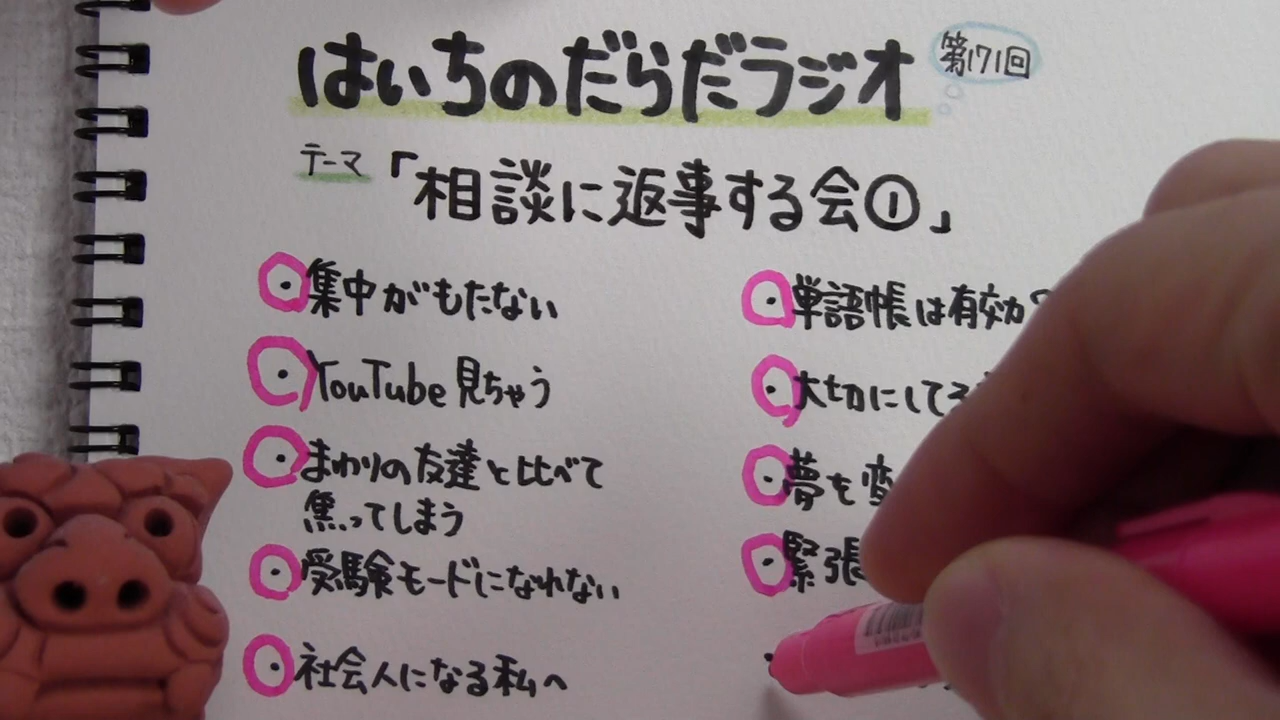 はいちのだらだラジオ
第171回
テーマ「相談に返事する会①」
・集中がもたない
・YouTube見ちゃう
・まわりの友達と比べて
焦ってしまう
・受験モードになれない
・社会人になる私へ
・単語帳は有効?
・大切にしてる
・夢を変
・緊張